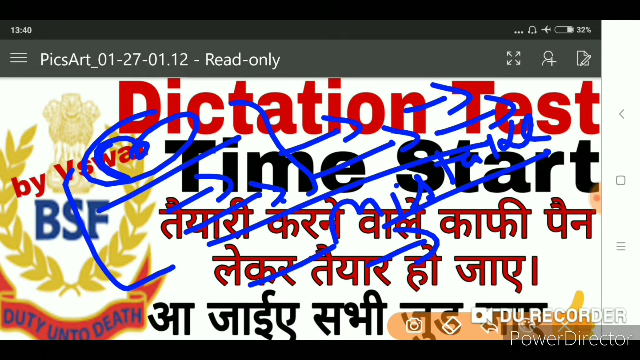 13:40
32%
PicsArt_01-27-01.12 - Read-only
Dictation Test
by
Time Start
BSF
mistake
तैयारी करने वाले काफी पैन
लेकर तैयार हो जाए।
DUTY UNTO DEATH
आ जाईए सभी
DU RECORDER
PowerDirector